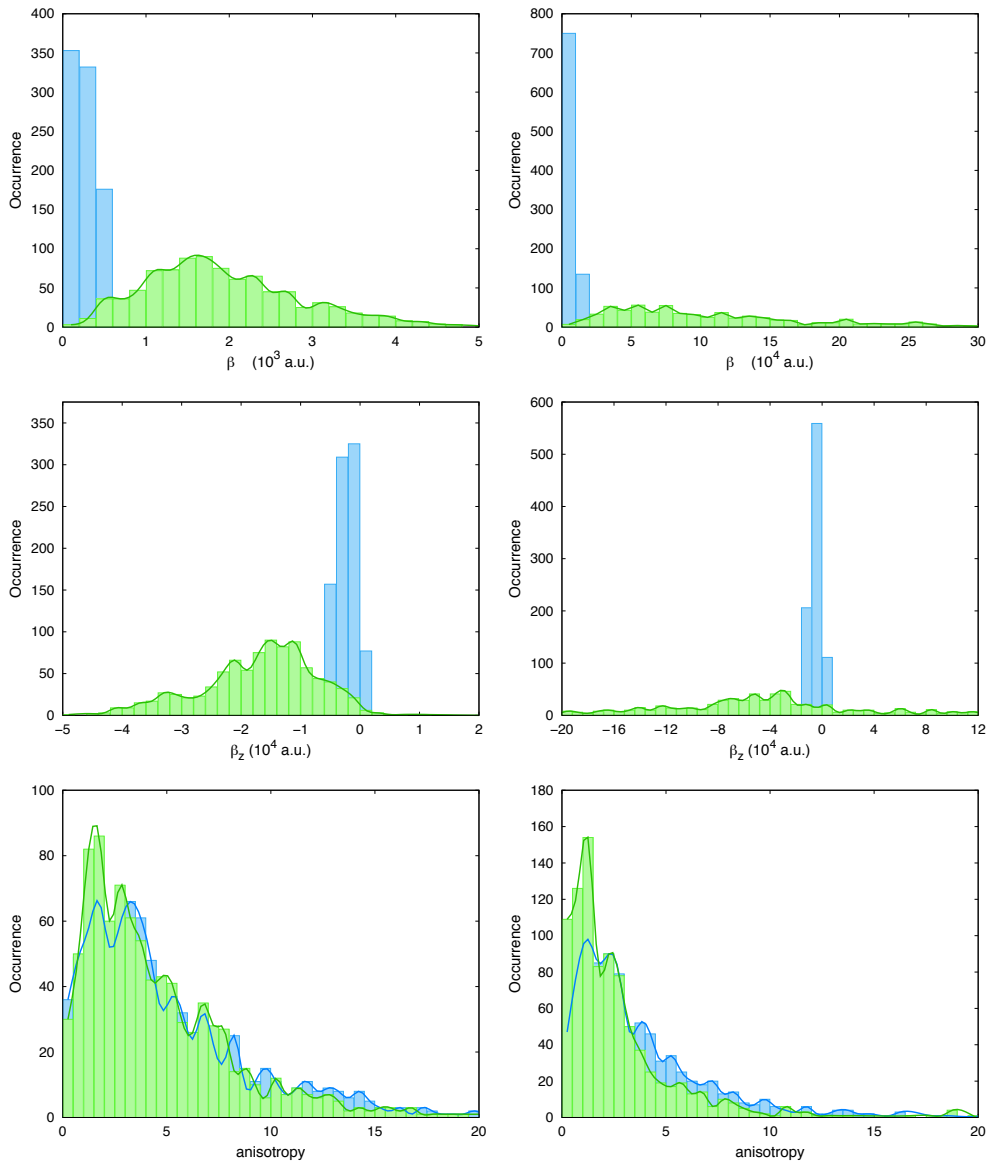 400
350
300
250
200
150
100
50
0
Occurrence
0 1 2 3 4 5
β (10³ a.u.)
800
700
600
500
400
300
200
100
0
Occurrence
0 5 10 15 20 25 30
β (10⁴ a.u.)
350
300
250
200
150
100
50
0
Occurrence
−5 −4 −3 −2 −1 0 1 2
β_z (10⁴ a.u.)
600
500
400
300
200
100
0
Occurrence
−20 −16 −12 −8 −4 0 4 8 12
β_z (10⁴ a.u.)
100
80
60
40
20
0
Occurrence
0 5 10 15 20
anisotropy
180
160
140
120
100
80
60
40
20
0
Occurrence
0 5 10 15 20
anisotropy